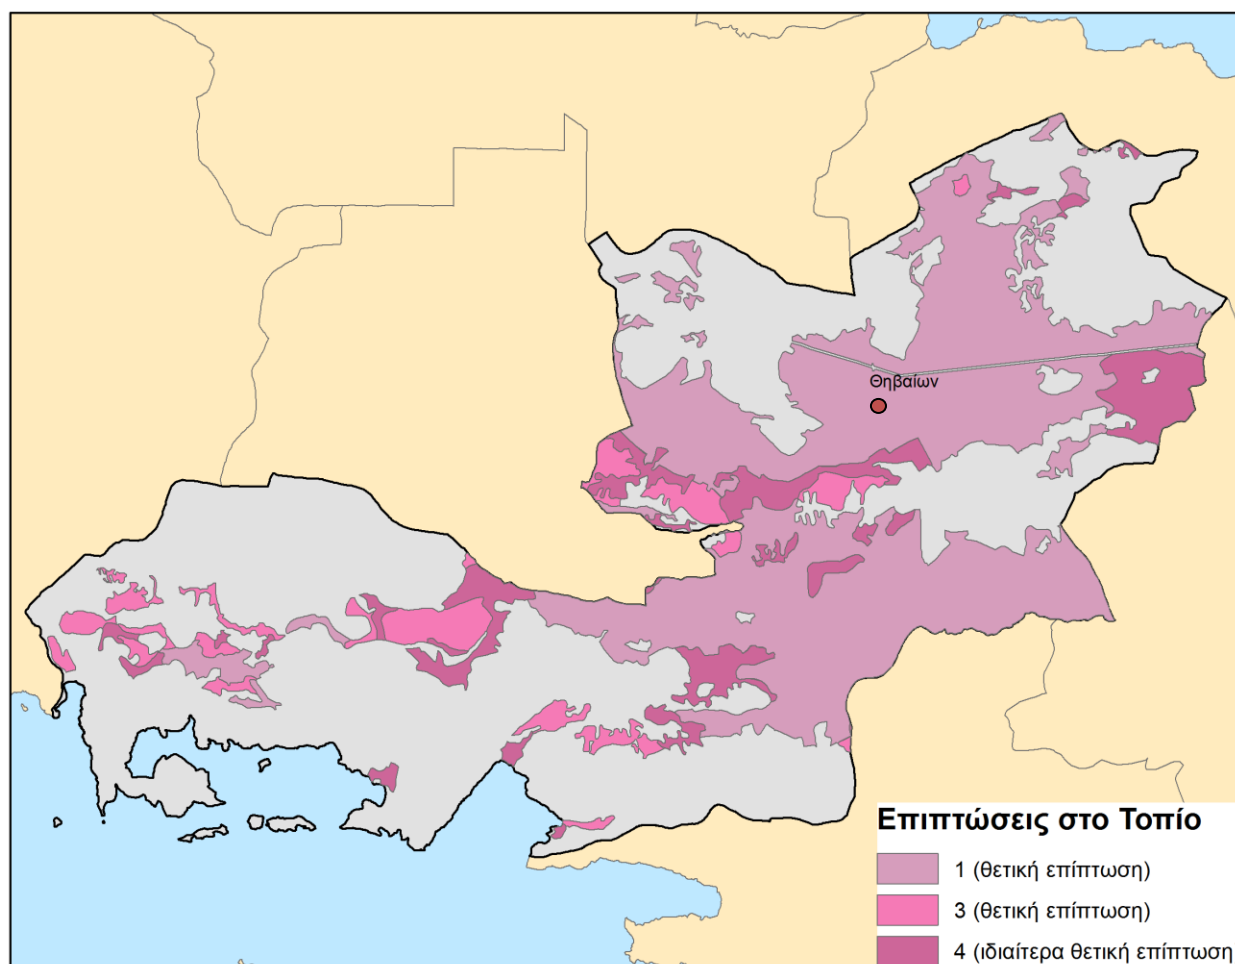 Θηβαίων
Επιπτώσεις στο Τοπίο
1 (θετική επίπτωση)
3 (θετική επίπτωση)
4 (ιδιαίτερα θετική επίπτωση